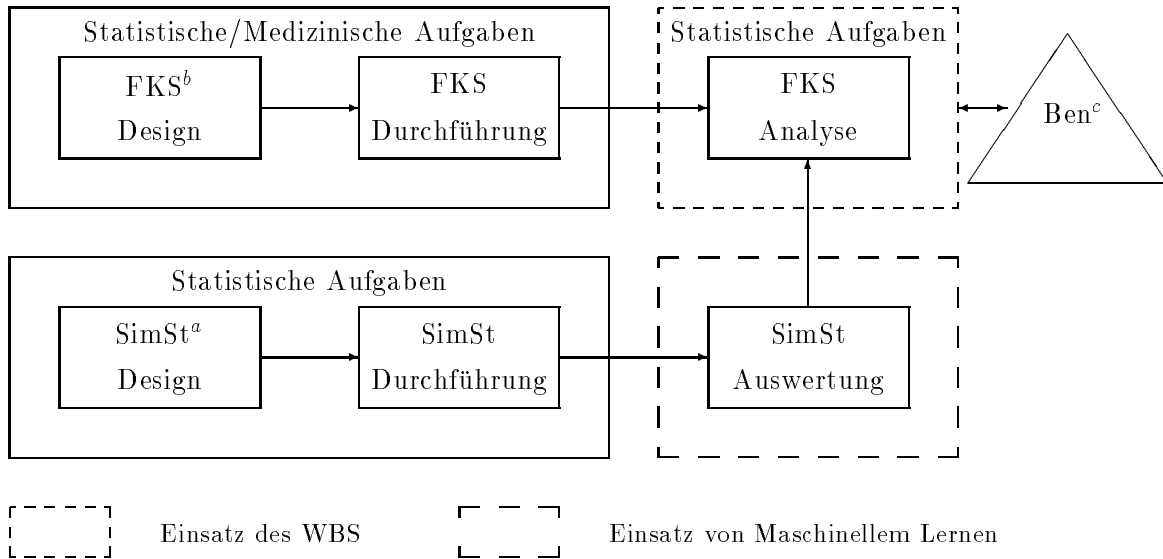 Statistische/Medizinische Aufgaben
FKS^b
Design
FKS
Durchführung
Statistische Aufgaben
FKS
Analyse
Ben^c
Statistische Aufgaben
SimSt^a
Design
SimSt
Durchführung
SimSt
Auswertung
Einsatz des WBS
Einsatz von Maschinellem Lernen